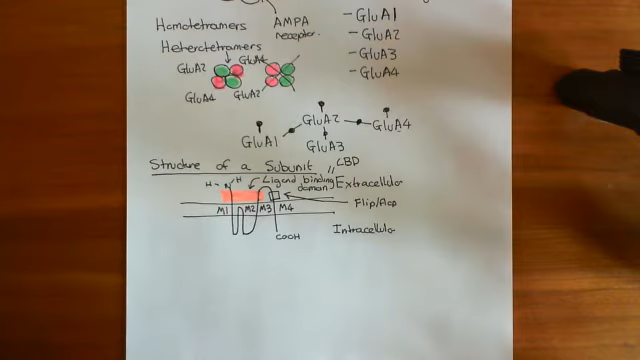 Homotetramers
AMPA
receptor.
- GluA1
- GluA2
- GluA3
- GluA4
Heterotetramers
GluA2
GluA4
GluA4
GluA2
GluA2
GluA1
GluA3
GluA4
Structure of a Subunit
LBD
"
H
N
H
Ligand binding
domain
Extracellular
Flip/flop
M1
M2
M3
M4
Intracellular
COOH